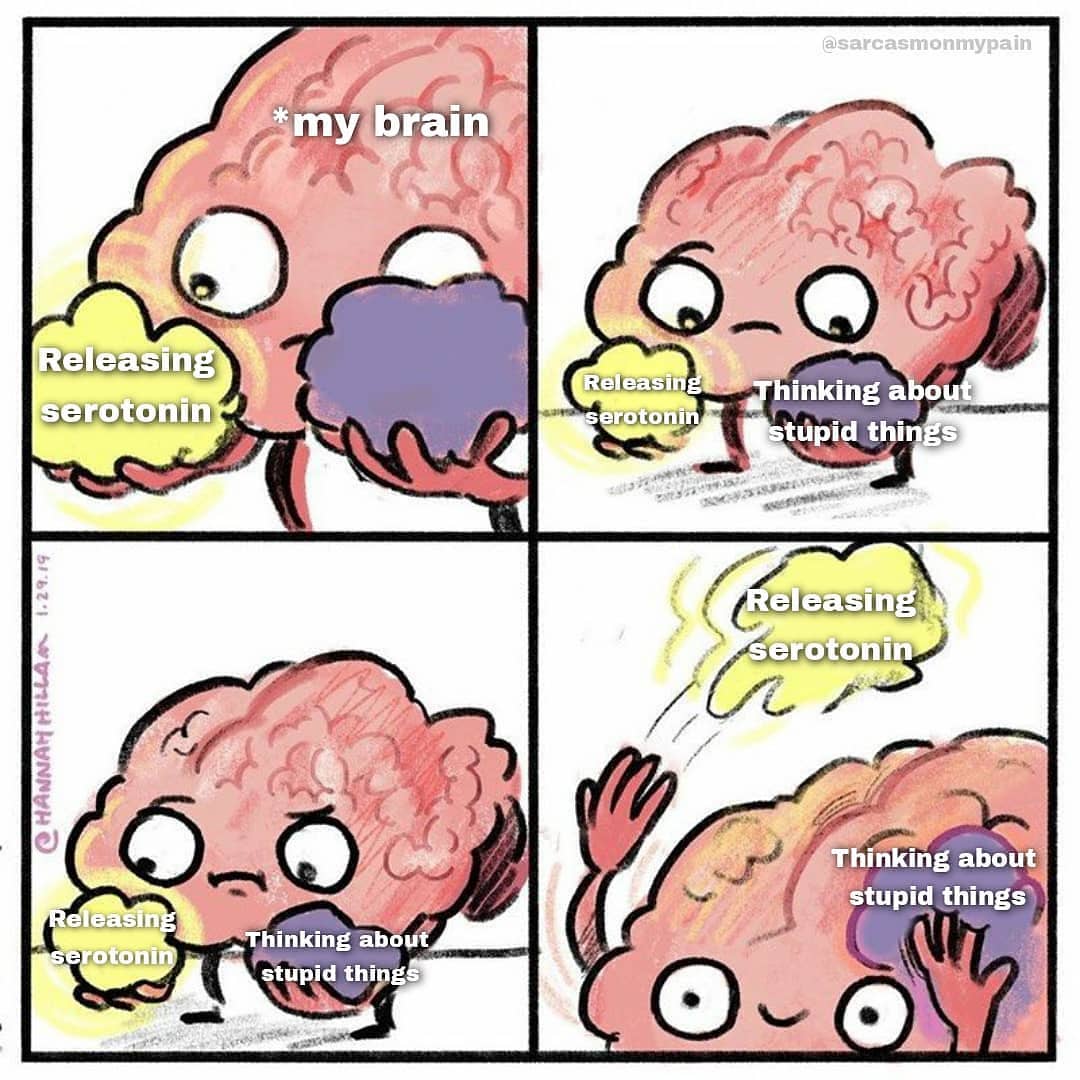 @sarcasmonmypain
*my brain
Releasing
serotonin
Releasing
serotonin
Thinking about
stupid things
@HANNAHHILLAM 1.29.19
Releasing
serotonin
Thinking about
stupid things
Releasing
serotonin
Thinking about
stupid things